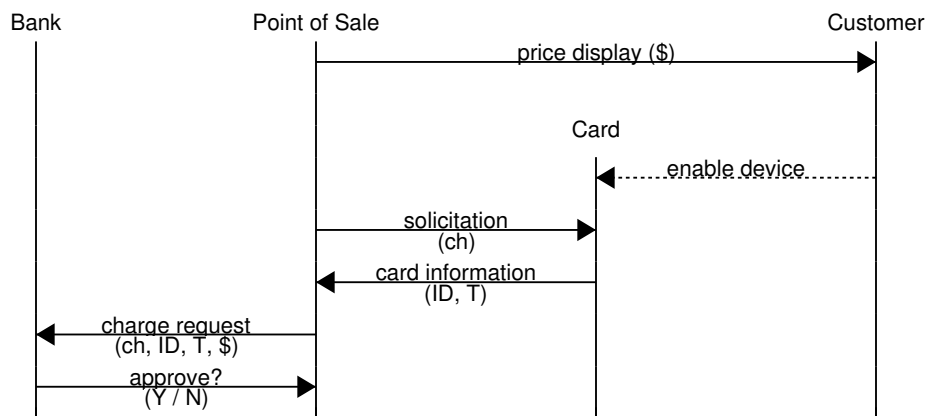 Bank Point of Sale Customer
price display ($)
Card
enable device
solicitation
(ch)
card information
(ID, T)
charge request
(ch, ID, T, $)
approve?
(Y / N)